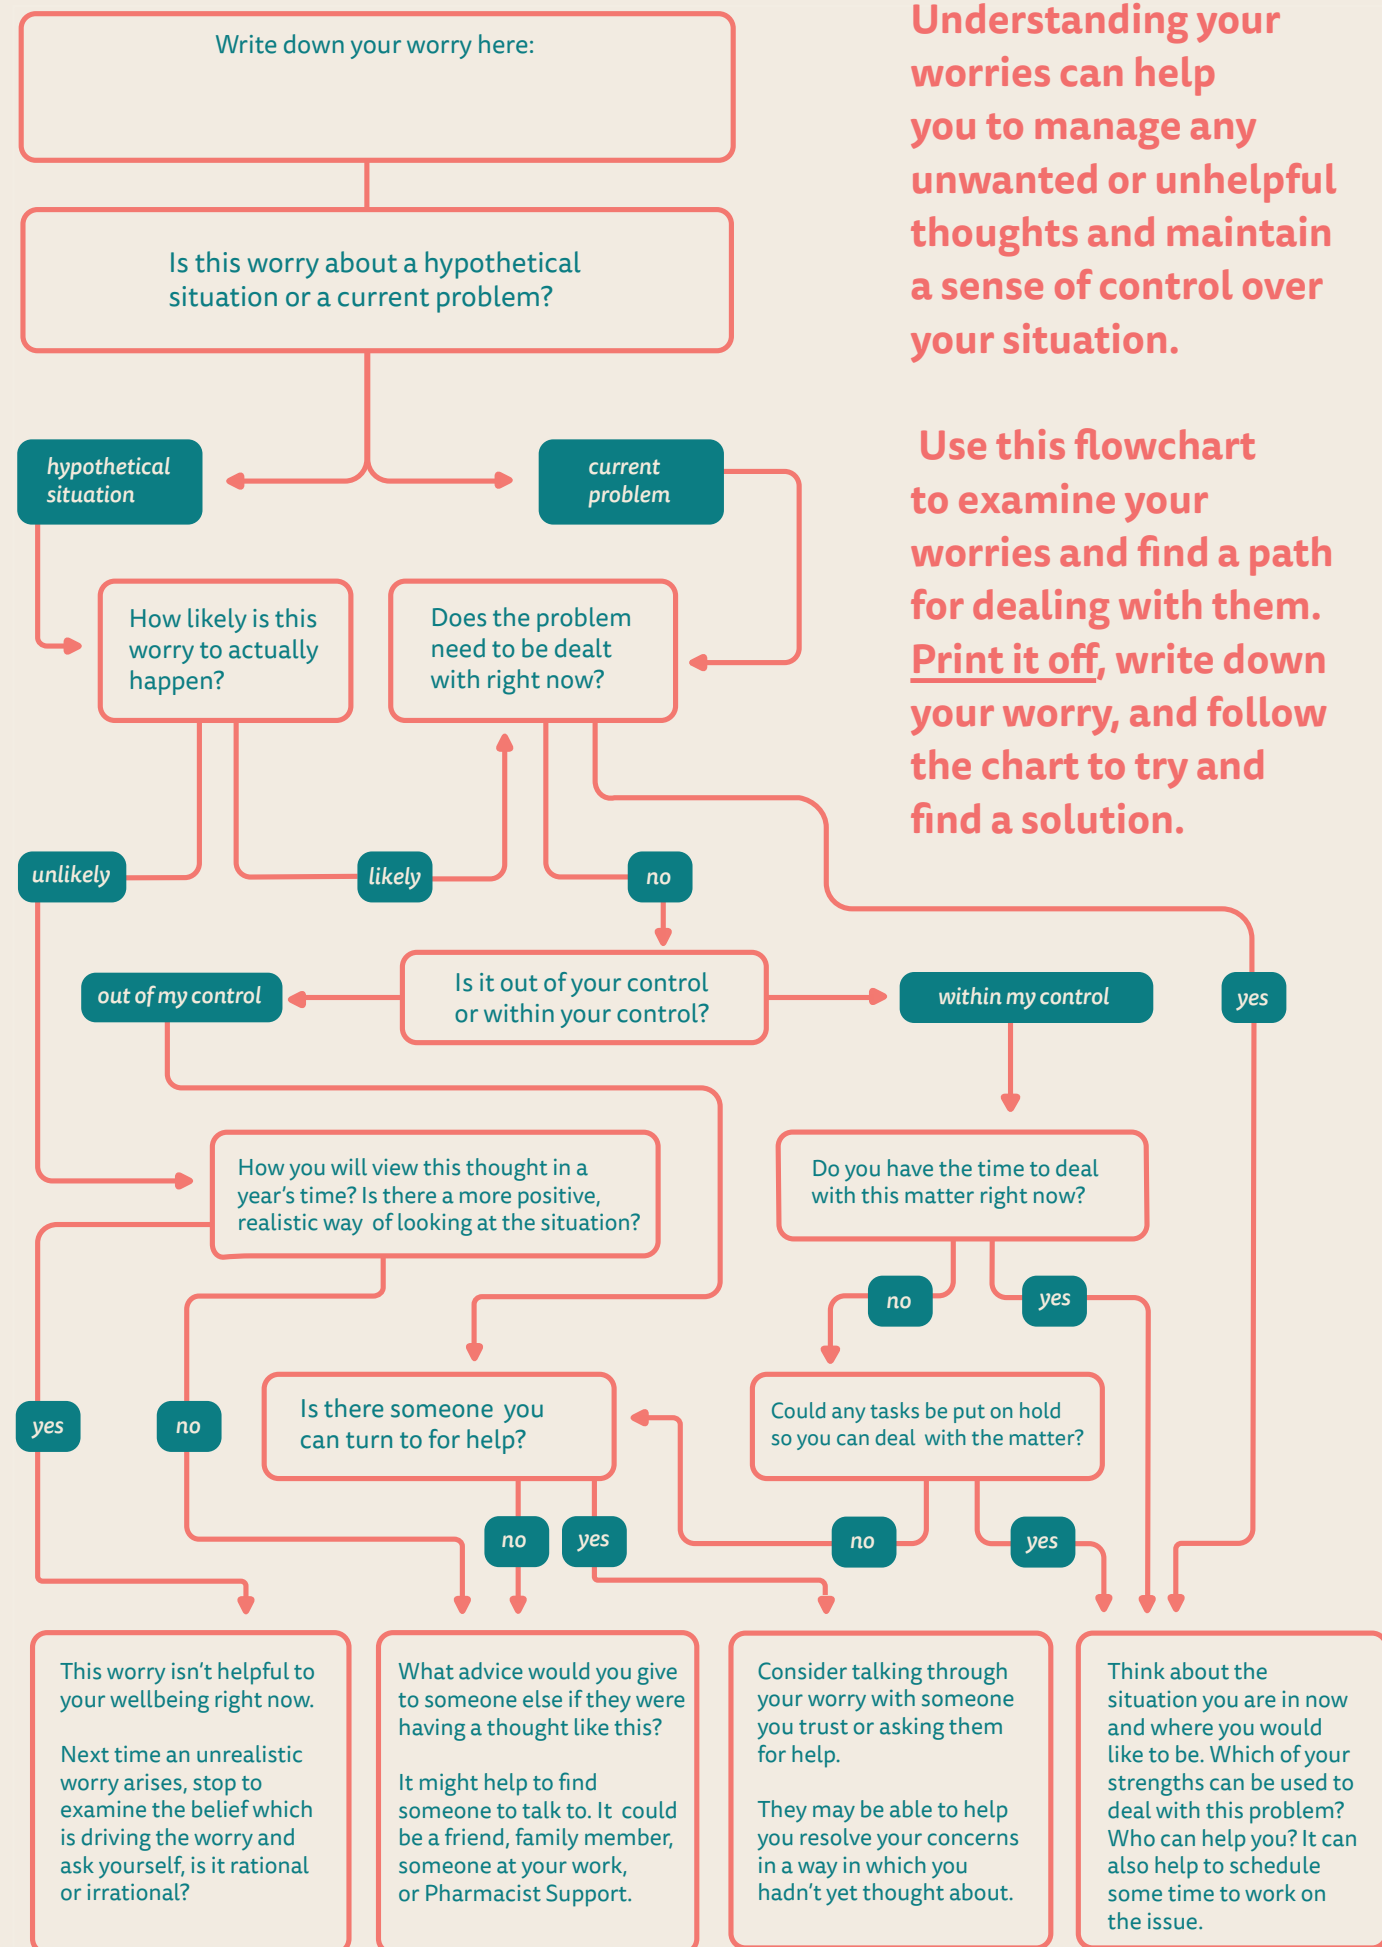 Write down your worry here:
Understanding your
worries can help
you to manage any
unwanted or unhelpful
thoughts and maintain
a sense of control over
your situation.
Use this flowchart
to examine your
worries and find a path
for dealing with them.
Print it off, write down
your worry, and follow
the chart to try and
find a solution.
Is this worry about a hypothetical
situation or a current problem?
hypothetical
situation
current
problem
How likely is this
worry to actually
happen?
Does the problem
need to be dealt
with right now?
unlikely
likely
no
out of my control
Is it out of your control
or within your control?
within my control
yes
How you will view this thought in a
year's time? Is there a more positive,
realistic way of looking at the situation?
Do you have the time to deal
with this matter right now?
no
yes
yes
no
Is there someone you
can turn to for help?
Could any tasks be put on hold
so you can deal with the matter?
no
yes
no
yes
This worry isn't helpful to
your wellbeing right now.
Next time an unrealistic
worry arises, stop to
examine the belief which
is driving the worry and
ask yourself, is it rational
or irrational?
What advice would you give
to someone else if they were
having a thought like this?
It might help to find
someone to talk to. It could
be a friend, family member,
someone at your work,
or Pharmacist Support.
Consider talking through
your worry with someone
you trust or asking them
for help.
They may be able to help
you resolve your concerns
in a way in which you
hadn't yet thought about.
Think about the
situation you are in now
and where you would
like to be. Which of your
strengths can be used to
deal with this problem?
Who can help you? It can
also help to schedule
some time to work on
the issue.